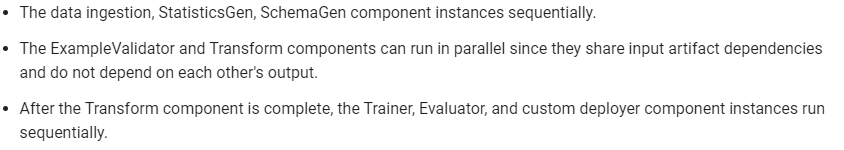 • The data ingestion, StatisticsGen, SchemaGen component instances sequentially.
• The ExampleValidator and Transform components can run in parallel since they share input artifact dependencies
and do not depend on each other's output.
• After the Transform component is complete, the Trainer, Evaluator, and custom deployer component instances run
sequentially.